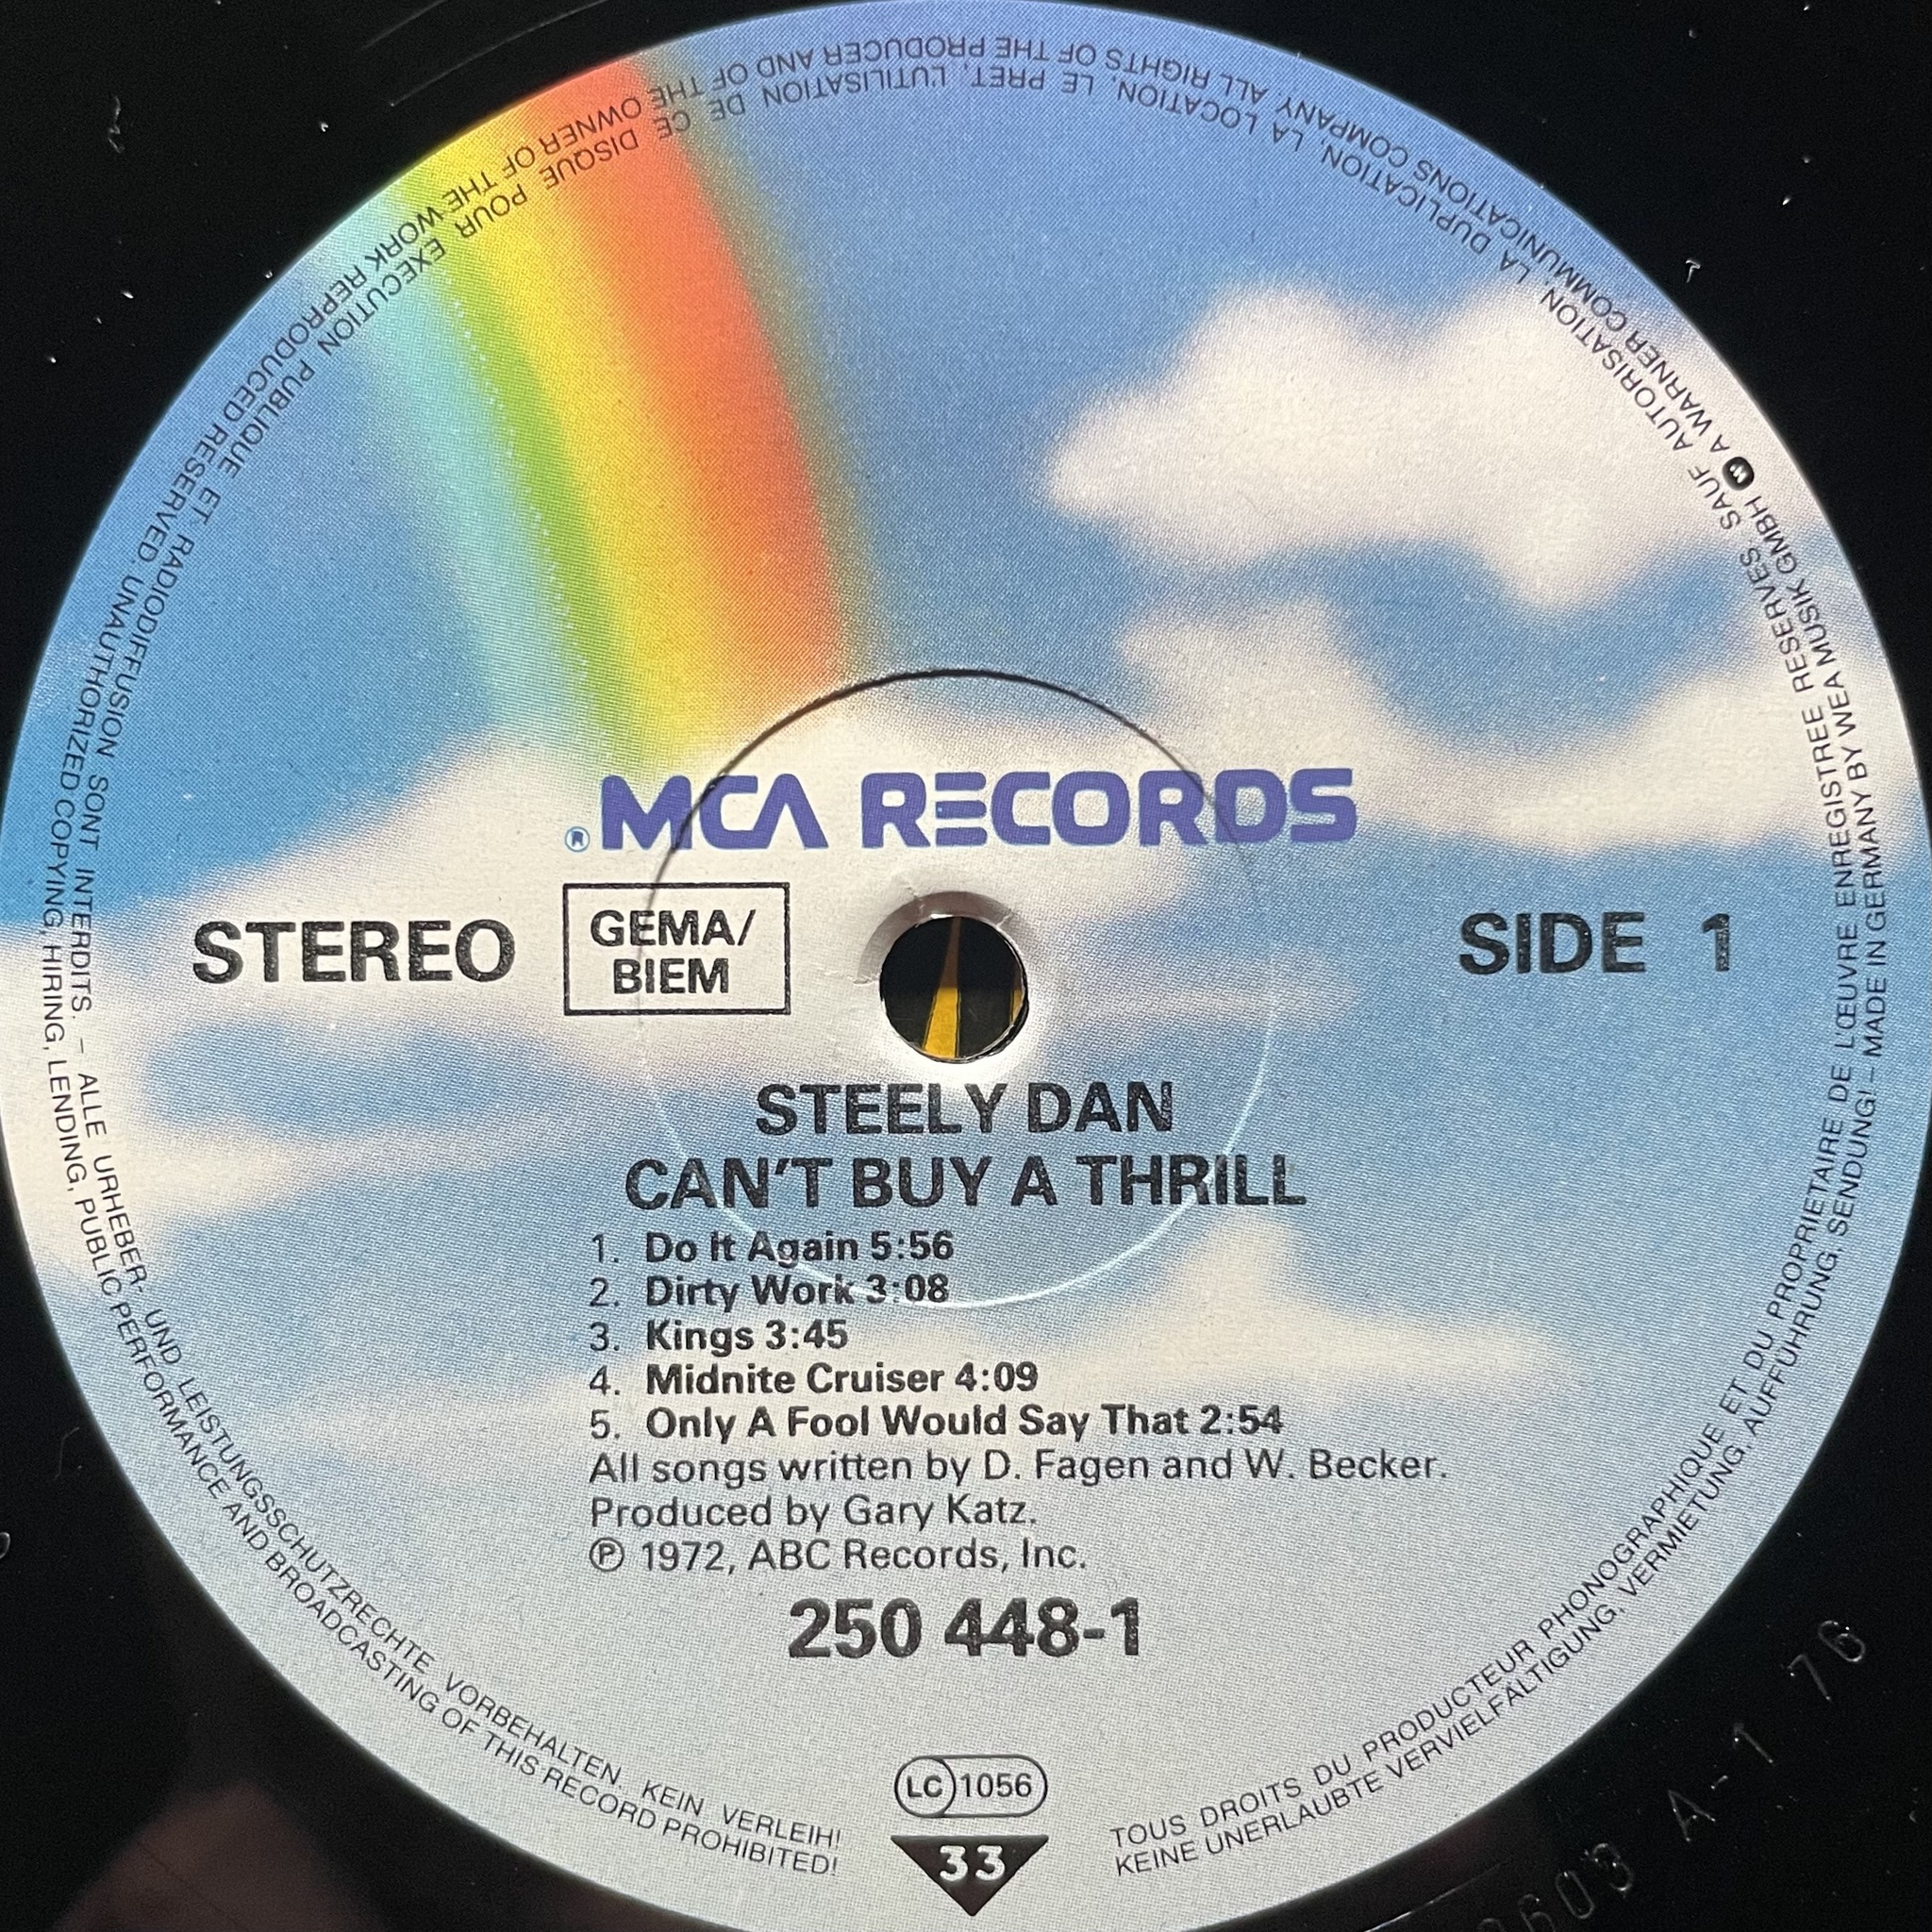 ® MCA RECORDS
STEREO
GEMA/
BIEM
SIDE 1
STEELY DAN
CAN'T BUY A THRILL
1. Do It Again 5:56
2. Dirty Work 3:08
3. Kings 3:45
4. Midnite Cruiser 4:09
5. Only A Fool Would Say That 2:54
All songs written by D. Fagen and W. Becker.
Produced by Gary Katz.
℗ 1972, ABC Records, Inc.
250 448-1
LC 1056
33
TOUS DROITS DU PRODUCTEUR PHONOGRAPHIQUE ET DU PROPRIETAIRE DE L'ŒUVRE ENREGISTREE RESERVES SAUF AUTORISATION, LA DUPLICATION, LA LOCATION, LE PRET, L'UTILISATION DE CE DISQUE POUR EXECUTION PUBLIQUE ET RADIODIFFUSION SONT INTERDITS. – ALLE URHEBER- UND LEISTUNGSSCHUTZRECHTE VORBEHALTEN. KEIN VERLEIH!
KEINE UNERLAUBTE VERVIELFÄLTIGUNG, VERMIETUNG, AUFFÜHRUNG, SENDUNG! – MADE IN GERMANY BY WEA MUSIK GMBH A WARNER COMMUNICATIONS COMPANY. ALL RIGHTS OF THE PRODUCER AND OF THE OWNER OF THE WORK REPRODUCED RESERVED. UNAUTHORIZED COPYING, HIRING, LENDING, PUBLIC PERFORMANCE AND BROADCASTING OF THIS RECORD PROHIBITED!
A-1 76